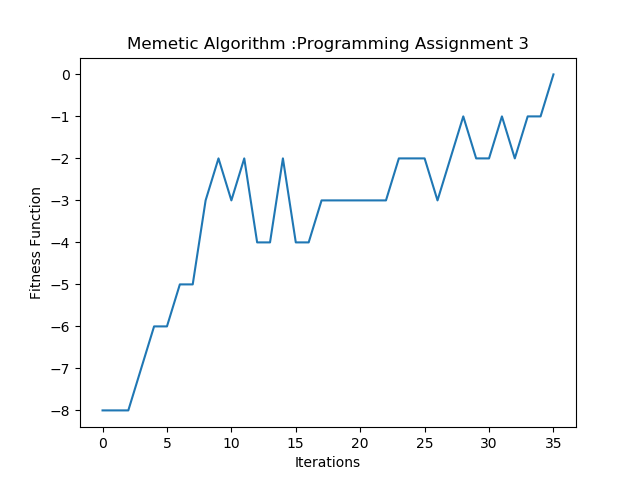 Memetic Algorithm :Programming Assignment 3
0
−1
−2
−3
−4
−5
−6
−7
−8
Fitness Function
0 5 10 15 20 25 30 35
Iterations